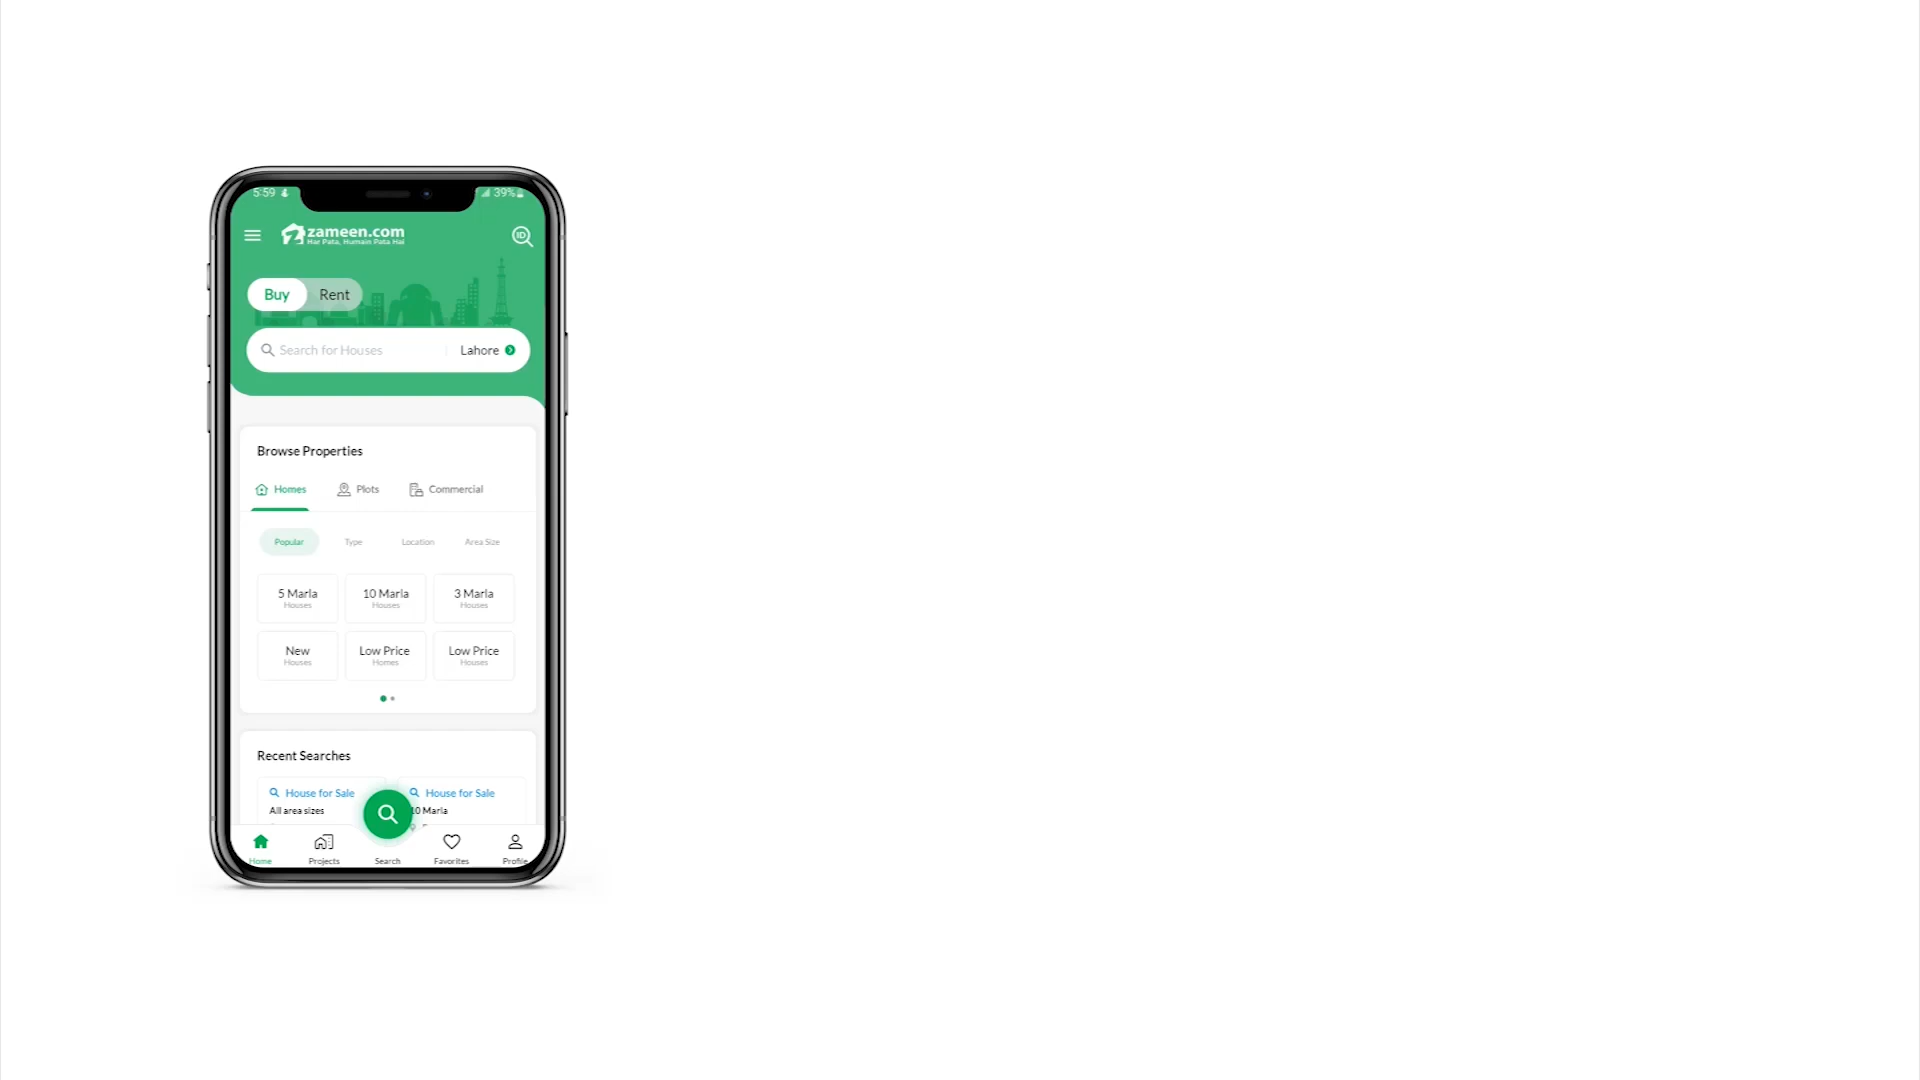 5:59
39%
zameen.com
Har Pata, Humain Pata Hai
ID
Buy Rent
Search for Houses Lahore
Browse Properties
Homes Plots Commercial
Popular Type Location Area Size
5 Marla 10 Marla 3 Marla
Houses Houses Houses
New Low Price Low Price
Houses Homes Houses
Recent Searches
House for Sale House for Sale
All area sizes 10 Marla
Home Projects Search Favorites Profile